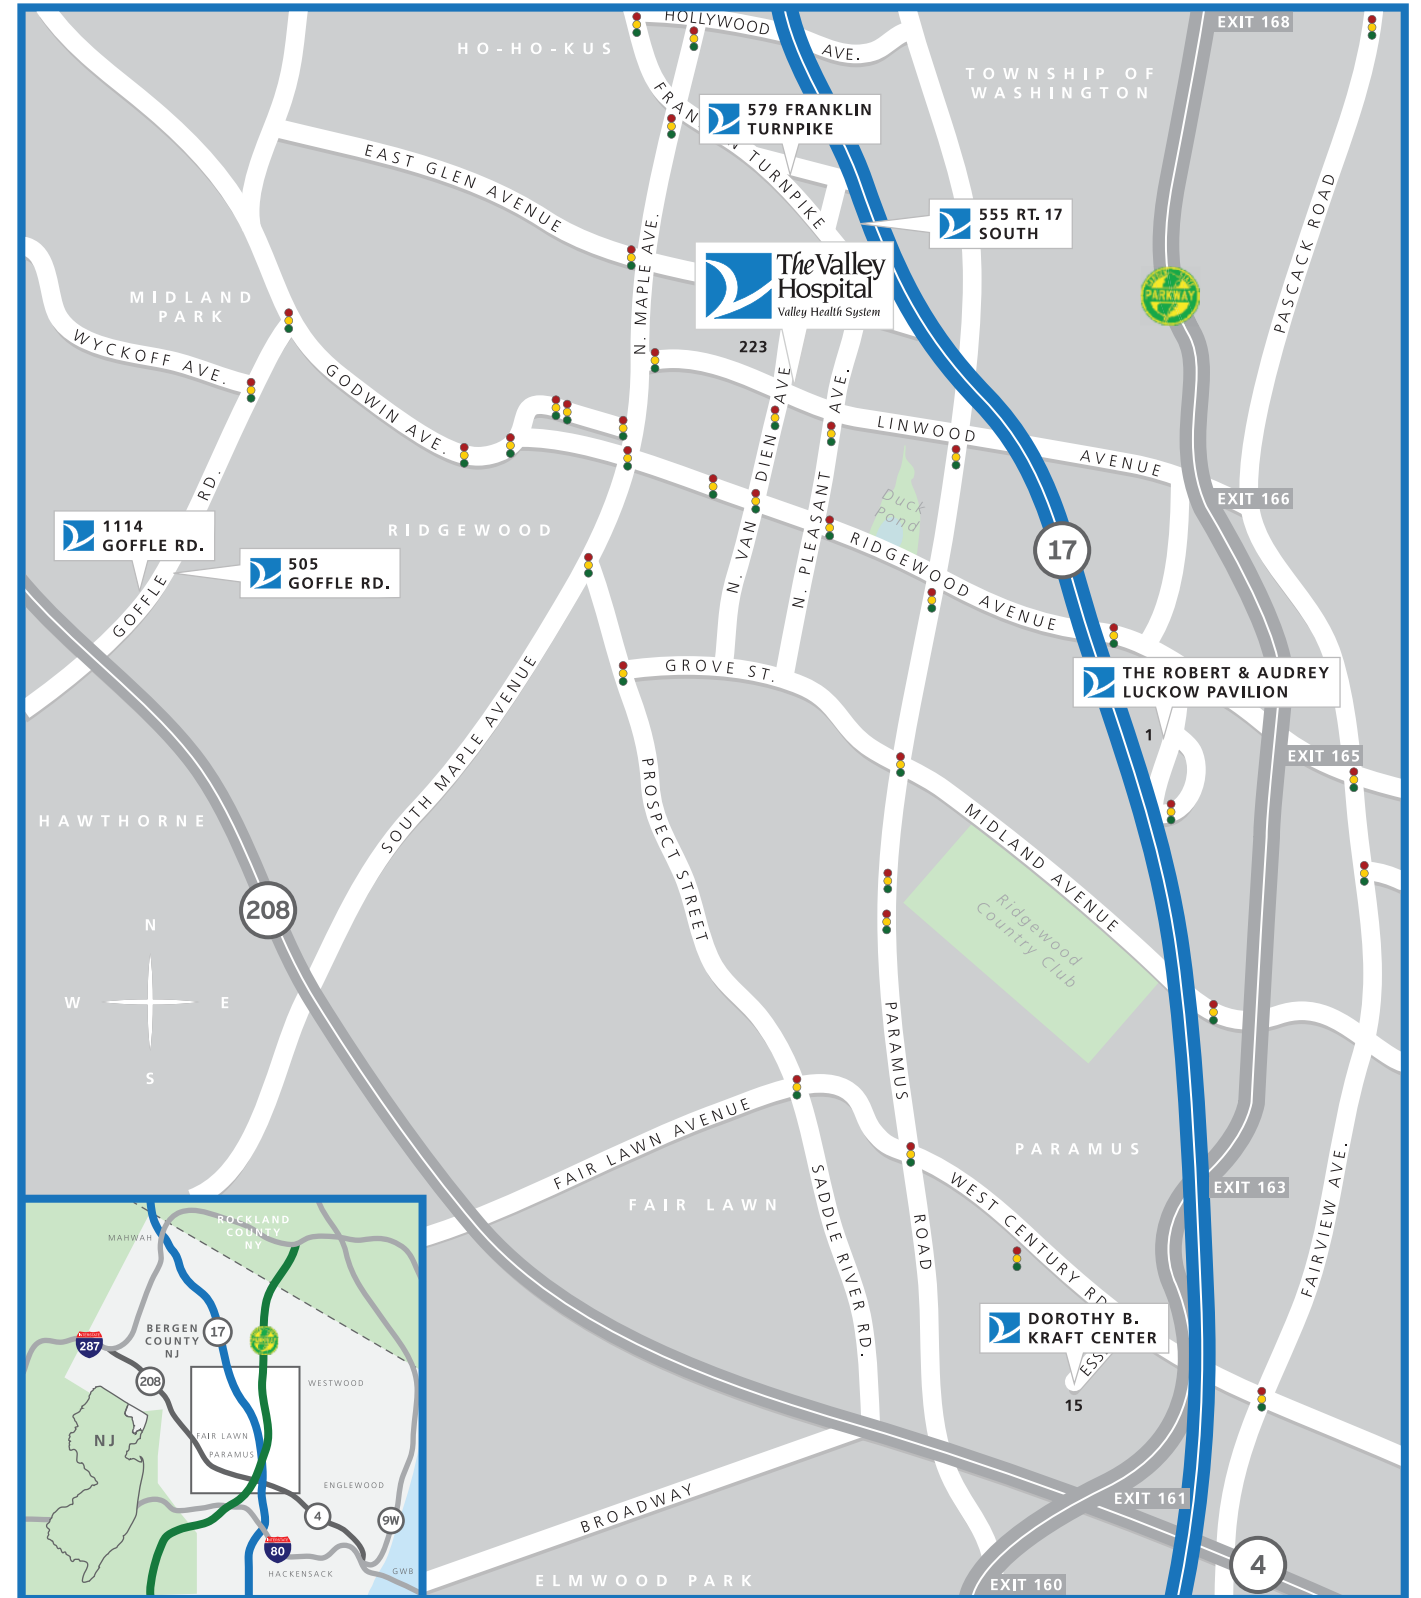 EXIT 168
HOLLYWOOD
AVE.
HO-HO-KUS
TOWNSHIP OF
WASHINGTON
579 FRANKLIN
TURNPIKE
TURNPIKE
EAST GLEN AVENUE
N. MAPLE AVE.
555 RT. 17
SOUTH
PASCACK ROAD
The Valley
Hospital
Valley Health System
PARKWAY
MIDLAND
PARK
WYCKOFF AVE.
223
GODWIN AVE.
N. VAN DIEN AVE
N. PLEASANT AVE.
LINWOOD
AVENUE
EXIT 166
Duck
Pond
RIDGEWOOD
RIDGEWOOD AVENUE
17
1114
GOFFLE RD.
505
GOFFLE RD.
GOFFLE RD.
THE ROBERT & AUDREY
LUCKOW PAVILION
1
GROVE ST.
EXIT 165
SOUTH MAPLE AVENUE
PROSPECT STREET
HAWTHORNE
MIDLAND AVENUE
Ridgewood
Country Club
208
N
W
E
S
PARAMUS
ROAD
FAIR LAWN AVENUE
PARAMUS
FAIR LAWN
SADDLE RIVER RD.
WEST CENTURY RD
EXIT 163
FAIRVIEW AVE.
DOROTHY B.
KRAFT CENTER
ESS
15
BROADWAY
EXIT 161
ELMWOOD PARK
EXIT 160
4
ROCKLAND
COUNTY
NY
MAHWAH
BERGEN
COUNTY
NJ
17
287
208
WESTWOOD
NJ
FAIR LAWN
PARAMUS
ENGLEWOOD
4
9W
80
HACKENSACK
GWB